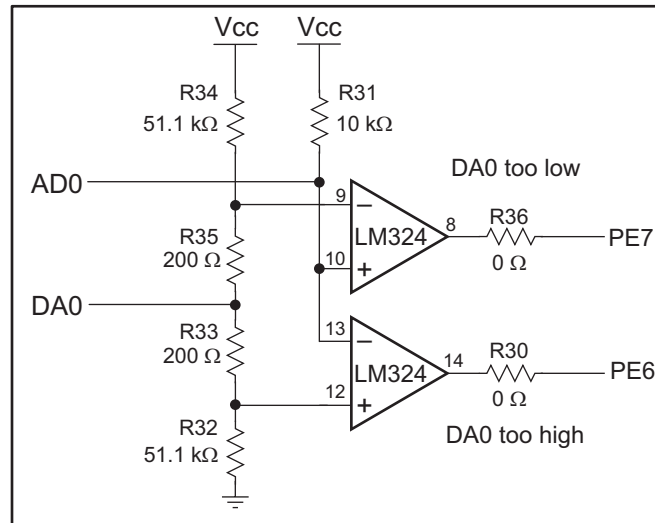 Vcc
Vcc
R34
51.1 kΩ
R31
10 kΩ
AD0
DA0 too low
9
−
8
R36
LM324
PE7
R35
200 Ω
10
+
0 Ω
DA0
13
−
R33
200 Ω
14
R30
LM324
PE6
12
+
0 Ω
R32
51.1 kΩ
DA0 too high